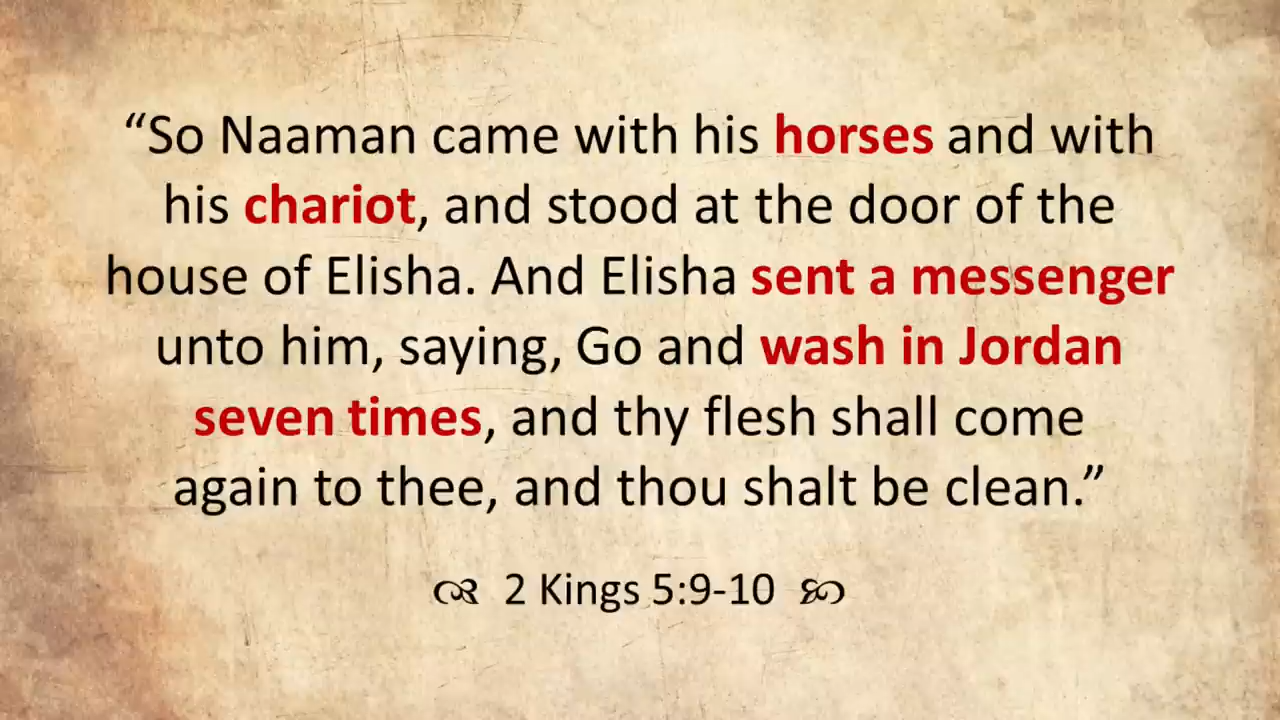 “So Naaman came with his horses and with
his chariot, and stood at the door of the
house of Elisha. And Elisha sent a messenger
unto him, saying, Go and wash in Jordan
seven times, and thy flesh shall come
again to thee, and thou shalt be clean.”
2 Kings 5:9-10